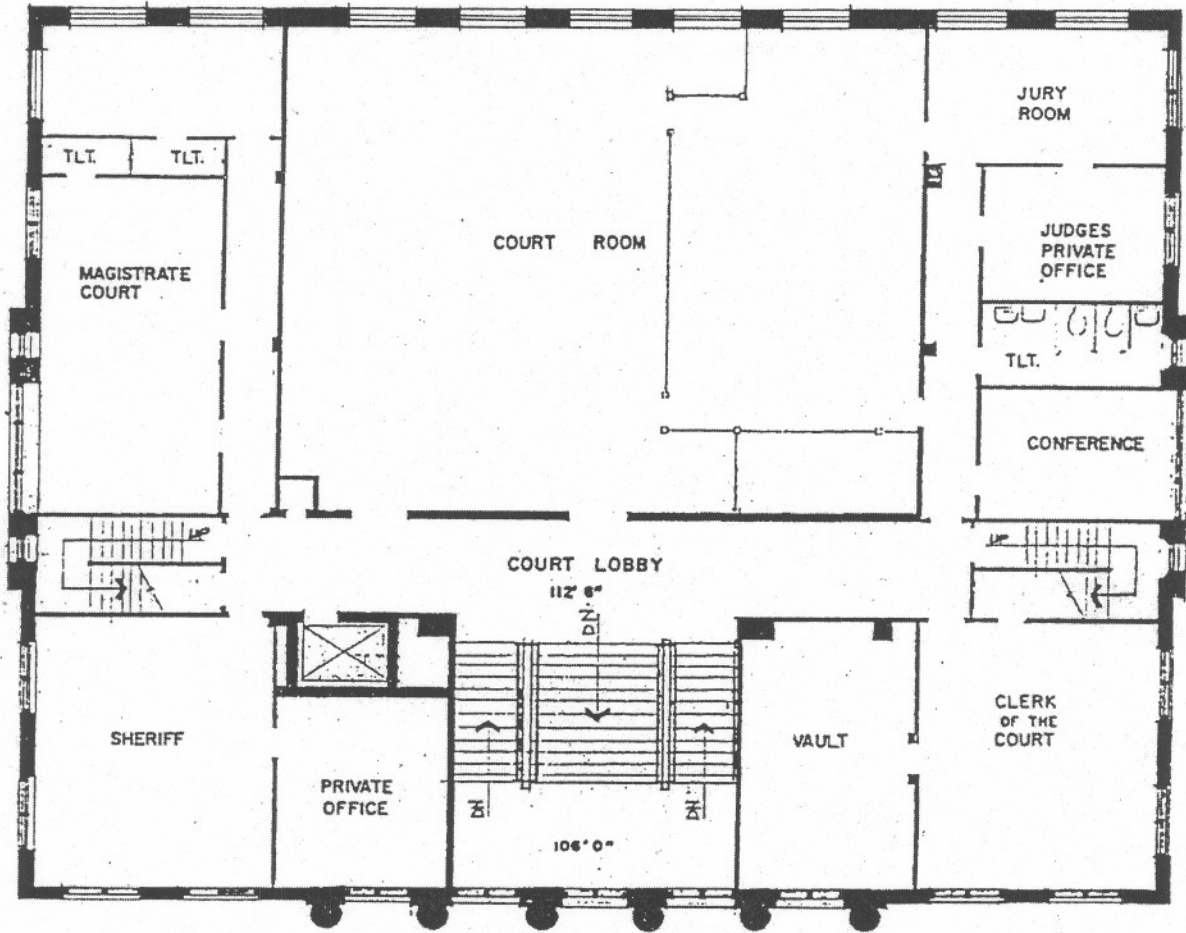 JURY
ROOM
TLT.
TLT.
COURT ROOM
JUDGES
PRIVATE
OFFICE
MAGISTRATE
COURT
TLT.
CONFERENCE
UP
UP
COURT LOBBY
112' 6"
DN
CLERK
OF THE
COURT
SHERIFF
VAULT
PRIVATE
OFFICE
DN
DN
106' 0"